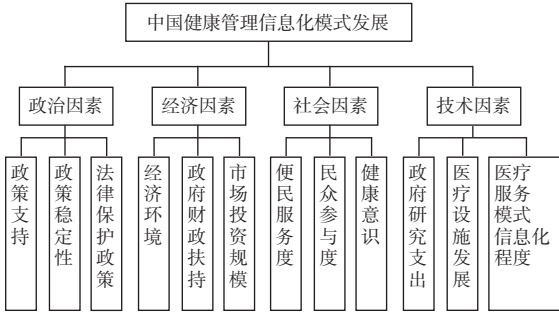 中国健康管理信息化模式发展
政治因素
经济因素
社会因素
技术因素
政策支持
政策稳定性
法律保护政策
经济环境
政府财政扶持
市场投资规模
便民服务度
民众参与度
健康意识
政府研究支出
医疗设施发展
医疗
服务
模式
信息化
程度